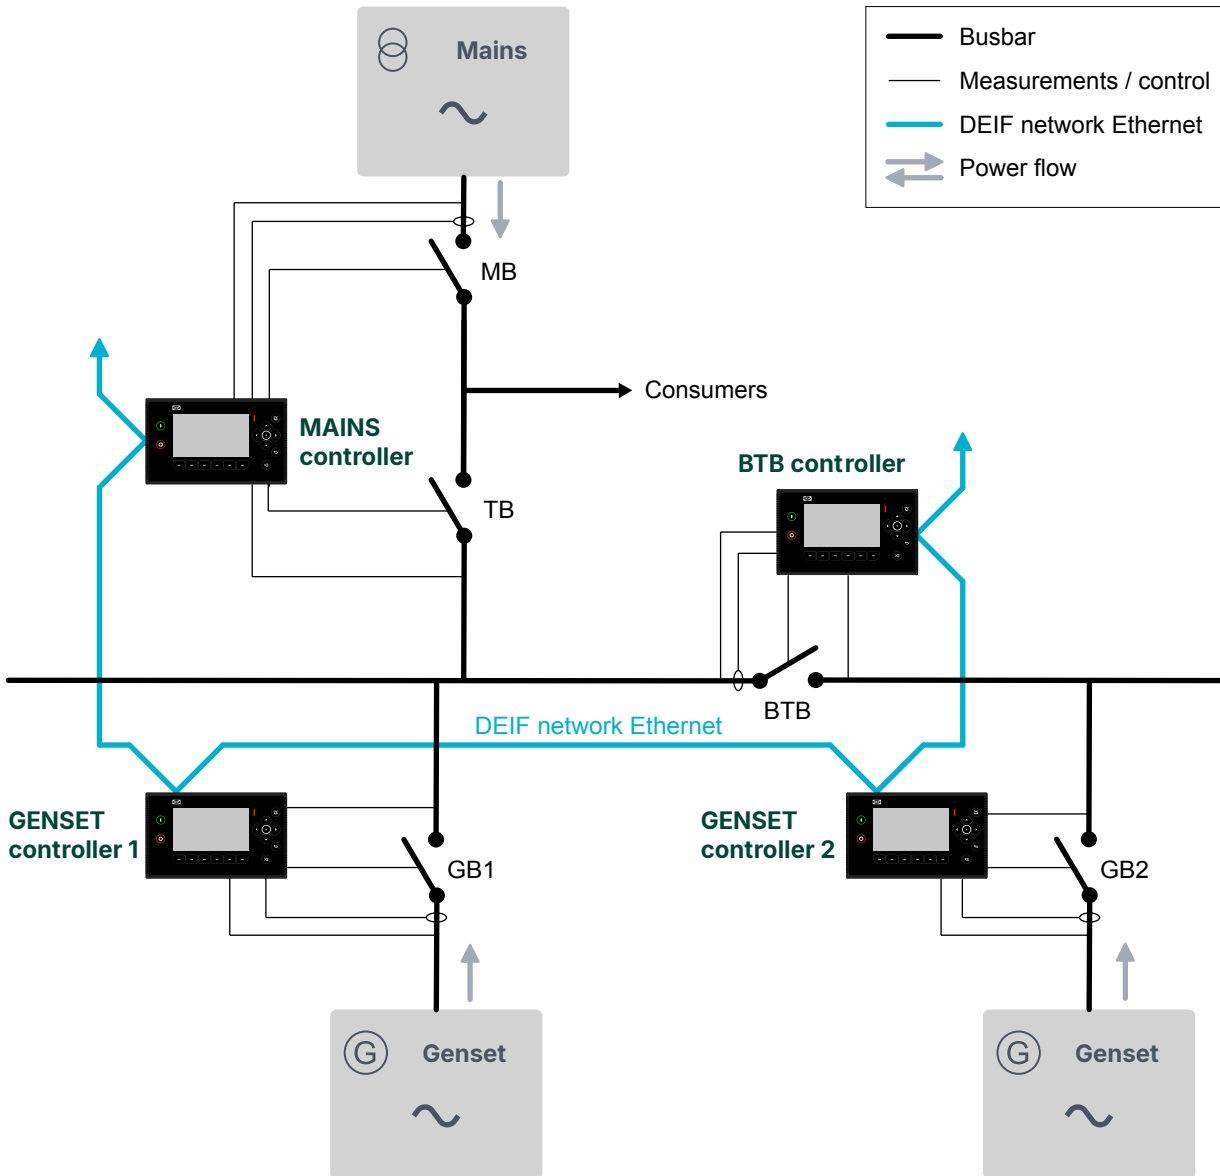 Mains
Busbar
Measurements / control
DEIF network Ethernet
Power flow
MB
Consumers
MAINS
controller
TB
BTB controller
BTB
DEIF network Ethernet
GENSET
controller 1
GB1
GENSET
controller 2
GB2
G
Genset
G
Genset